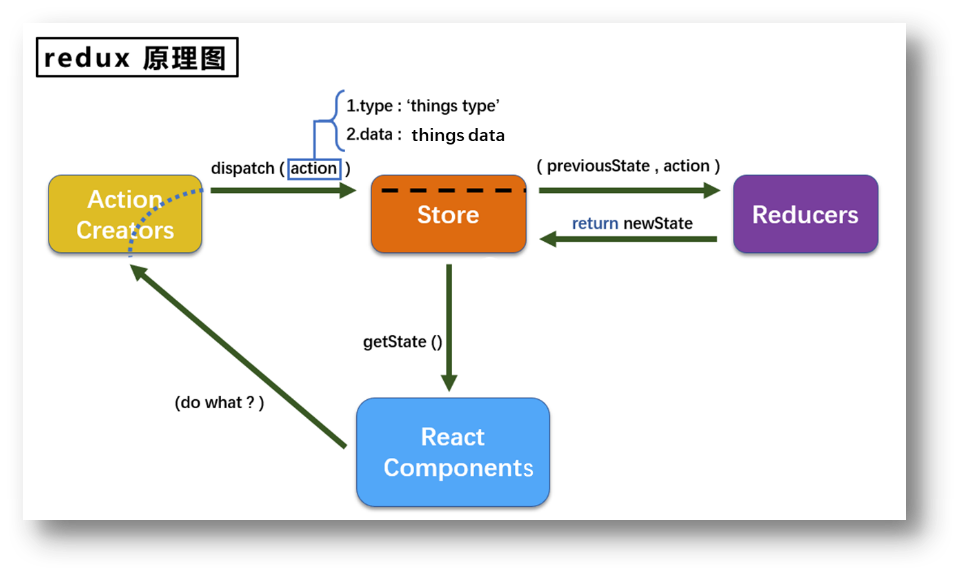 redux 原理图
1.type : ‘things type’
2.data : things data
dispatch ( action )
( previousState , action )
Action
Creators
Store
Reducers
return newState
getState ()
(do what ? )
React
Components